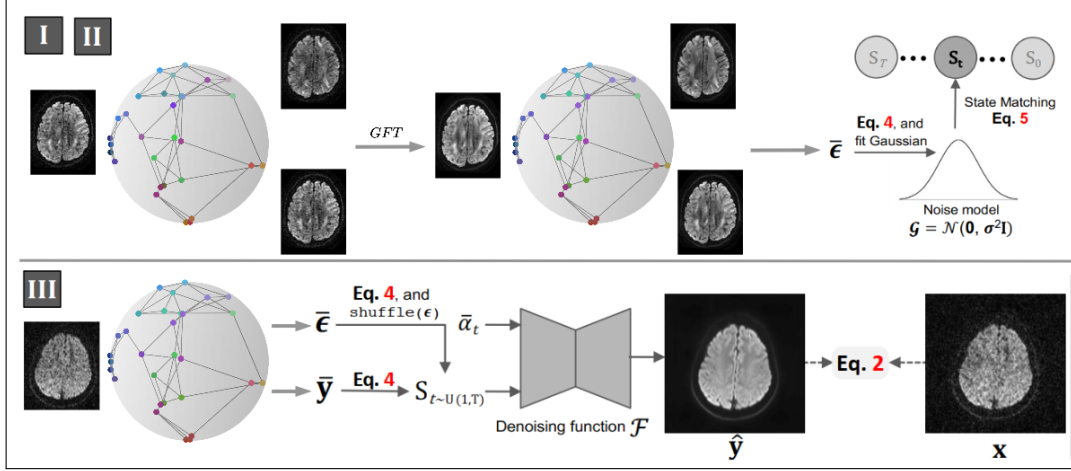 I II
GFT
ϵ̄
Eq. 4, and
fit Gaussian
S_T ••• S_t ••• S_0
State Matching
Eq. 5
Noise model
𝓖 = 𝒩(0, σ²I)
III
ϵ̄
Eq. 4, and
shuffle(ϵ)
ᾱ_t
ȳ
Eq. 4
S_{t~U(1,T)}
Denoising function ℱ
ŷ
Eq. 2
x